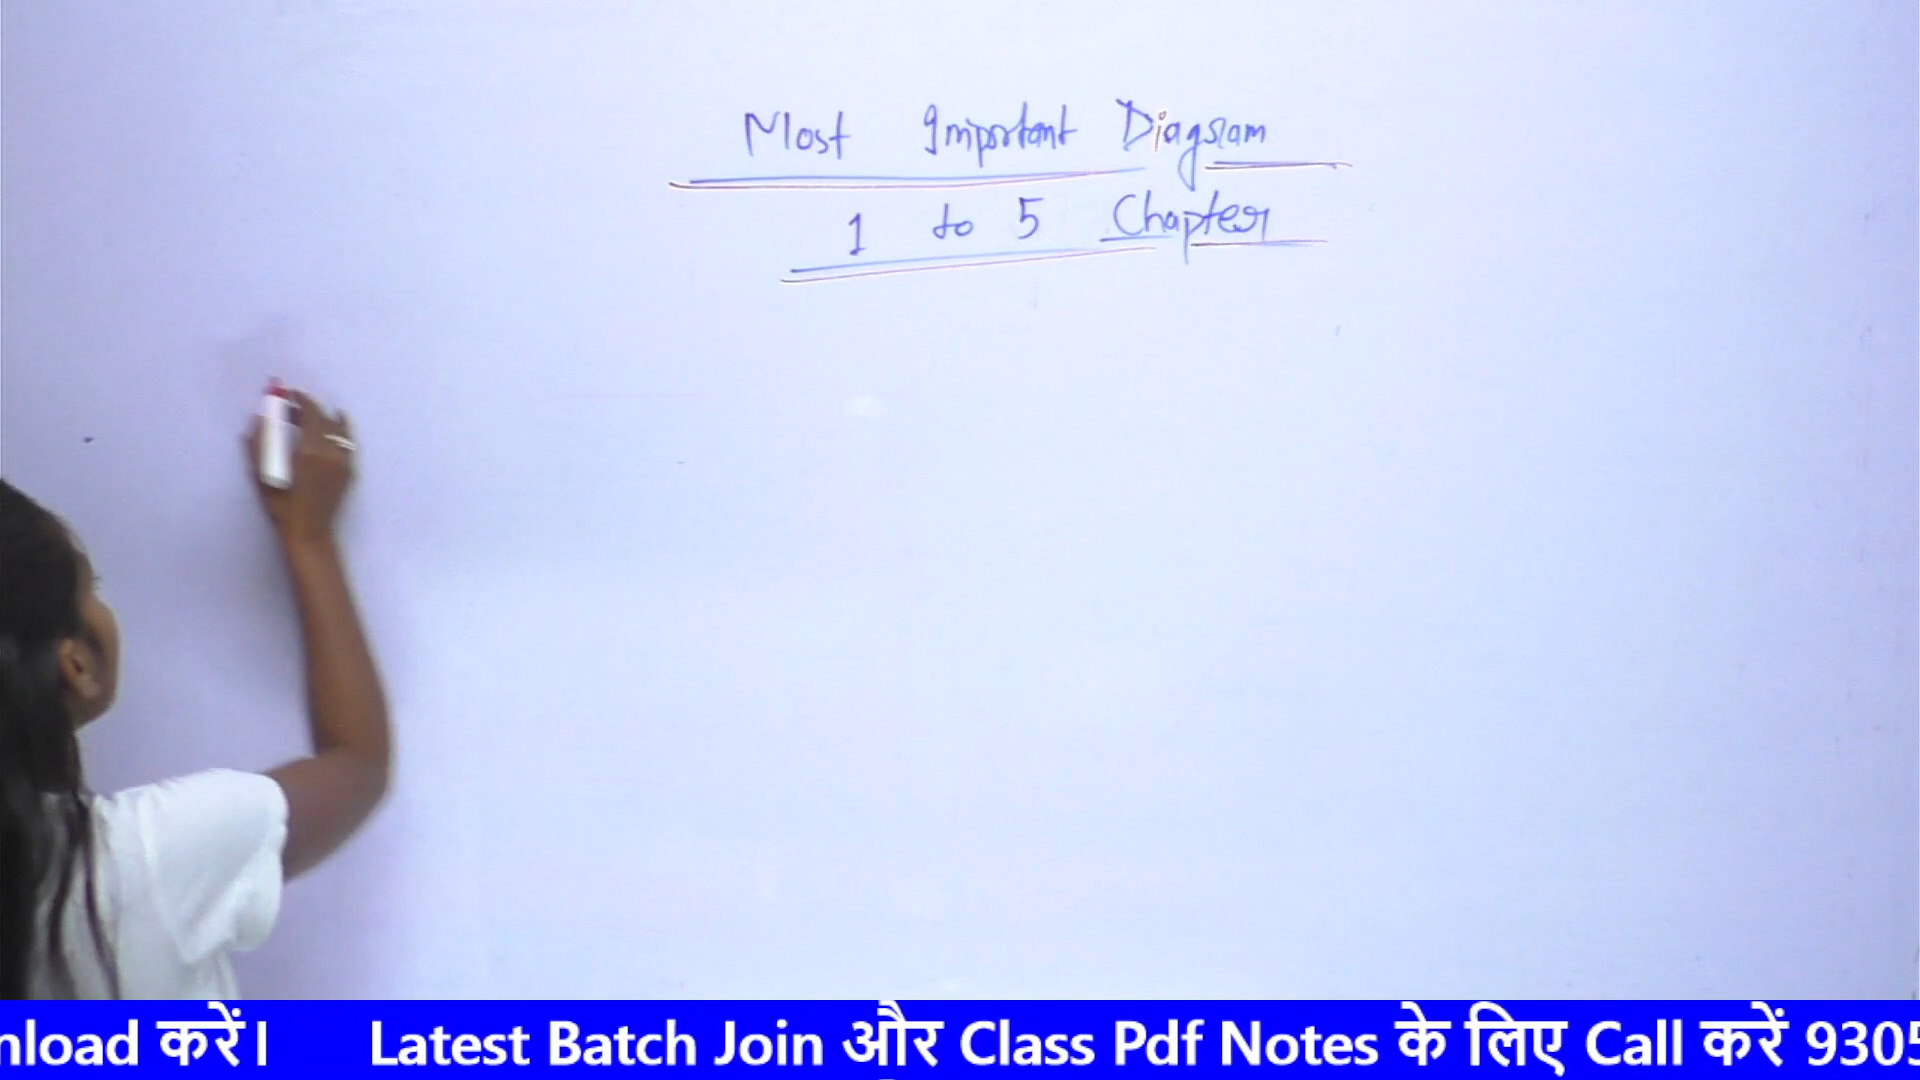 Most Important Diagram
1 to 5 Chapter
nload करें। Latest Batch Join और Class Pdf Notes के लिए Call करें 9305